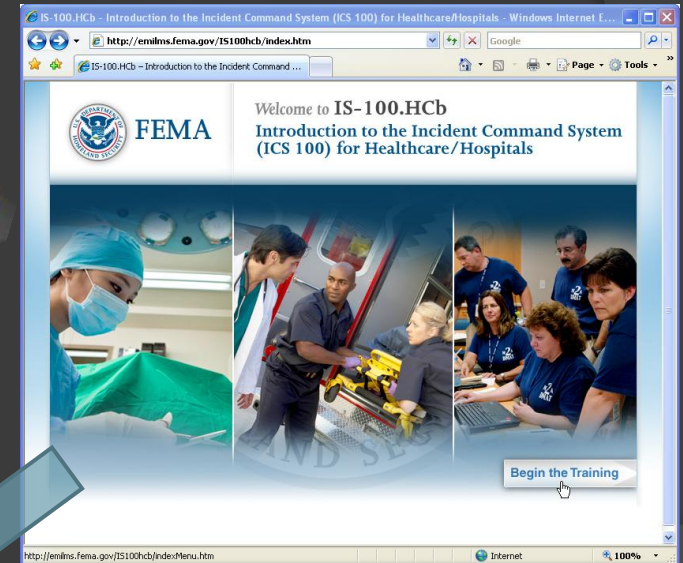 IS-100.HCb - Introduction to the Incident Command System (ICS 100) for Healthcare/Hospitals - Windows Internet E...
http://emilms.fema.gov/IS100hcb/index.htm
Google
IS-100.HCb – Introduction to the Incident Command ...
Page
Tools
FEMA
Welcome to IS-100.HCb
Introduction to the Incident Command System
(ICS 100) for Healthcare/Hospitals
Begin the Training
http://emilms.fema.gov/IS100hcb/indexMenu.htm
Internet
100%